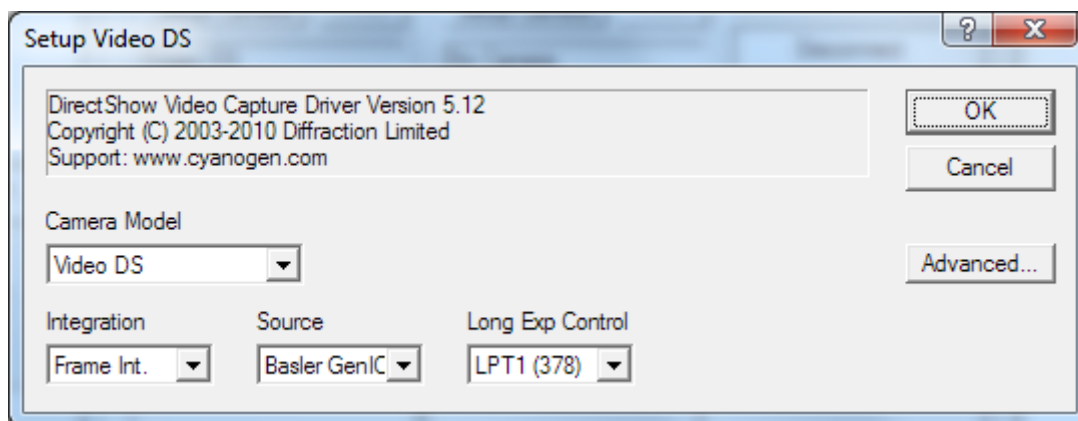 Setup Video DS
DirectShow Video Capture Driver Version 5.12
Copyright (C) 2003-2010 Diffraction Limited
Support: www.cyanogen.com
OK
Cancel
Camera Model
Video DS
Advanced...
Integration Source Long Exp Control
Frame Int. Basler GenIC LPT1 (378)